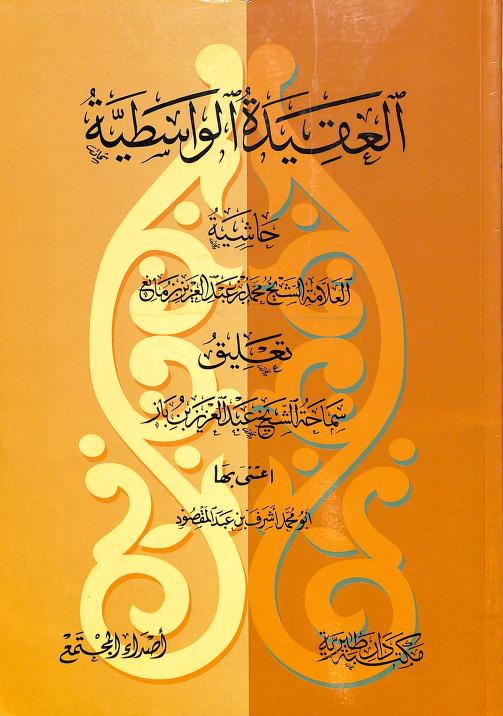 العقيدة الواسطية
حاشية
العلامة الشيخ محمد بن عبد العزيز بن مانع
تعليق
سماحة الشيخ عبد العزيز بن باز
اعتنى بها
أبو محمد أشرف بن عبد المقصود
مكتبة دار طبرية
أصداء المجتمع